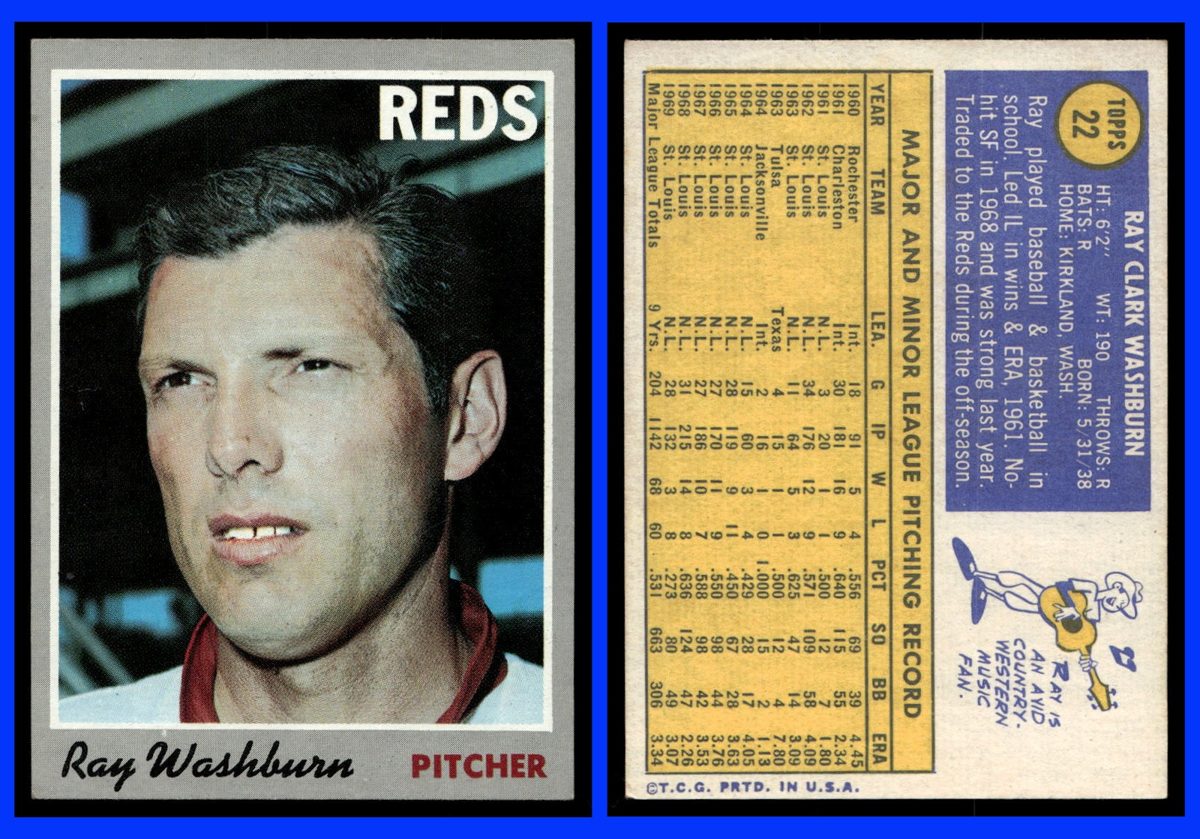 REDS
Ray Washburn
PITCHER
TOPPS
22
RAY CLARK WASHBURN
HT: 6'2" WT: 190 THROWS: R
BATS: R BORN: 5/31/38
HOME: KIRKLAND, WASH.
Ray played baseball & basketball in
school. Led IL in wins & ERA, 1961. No-
hit SF in 1968 and was strong last year.
Traded to the Reds during the off-season.
RAY IS
AN AVID
COUNTRY-
WESTERN
MUSIC
FAN.
MAJOR AND MINOR LEAGUE PITCHING RECORD
YEAR TEAM LEA. G IP W L PCT SO BB ERA
1960 Rochester Int. 18 91 5 4 .556 69 39 4.45
1961 Charleston Int. 30 181 16 9 .640 115 55 2.34
1961 St. Louis N.L. 3 20 1 1 .500 12 7 1.80
1962 St. Louis N.L. 34 176 12 9 .571 109 58 4.09
1963 St. Louis N.L. 11 64 5 3 .625 47 14 3.09
1963 Tulsa Texas 4 15 1 1 .500 12 4 7.80
1964 Jacksonville Int. 2 16 1 0 1.000 15 2 1.13
1964 St. Louis N.L. 15 60 3 4 .429 28 17 4.05
1965 St. Louis N.L. 28 119 9 11 .450 67 28 3.63
1966 St. Louis N.L. 27 170 11 9 .550 98 44 3.76
1967 St. Louis N.L. 27 186 10 7 .588 98 42 3.53
1968 St. Louis N.L. 31 215 14 8 .636 124 47 2.26
1969 St. Louis N.L. 28 132 3 8 .273 80 49 3.07
Major League Totals 9 Yrs. 204 1142 68 60 .531 663 306 3.34
©T.C.G. PRTD. IN U.S.A.